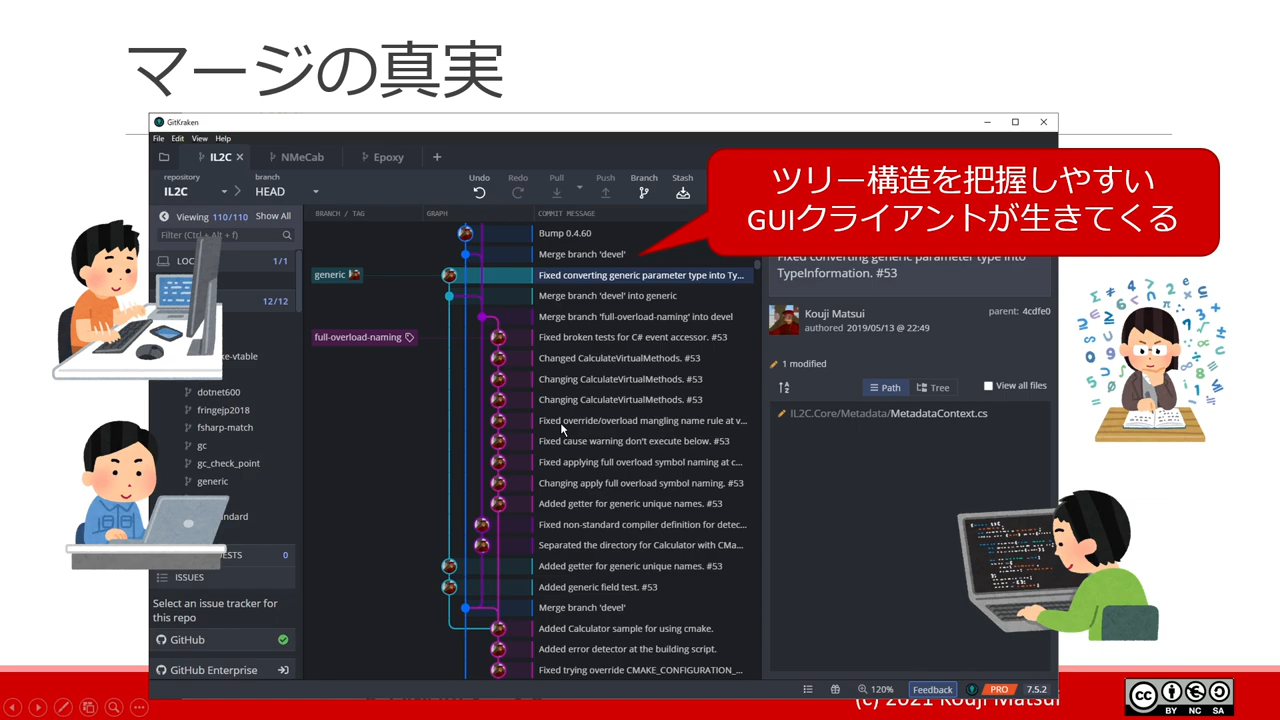 マージの真実
GitKraken
File Edit View Help
IL2C
NMeCab
Epoxy
repository
IL2C
branch
HEAD
Undo
Redo
Pull
Push
Branch
Stash
ツリー構造を把握しやすい
GUIクライアントが生きてくる
Viewing 110/110 Show All
Filter (Ctrl + Alt + f)
LOC
1/1
12/12
ke-vtable
dotnet600
fringejp2018
fsharp-match
gc
gc_check_point
generic
ndard
ESTS 0
ISSUES
Select an issue tracker for
this repo
GitHub
GitHub Enterprise
BRANCH / TAG GRAPH COMMIT MESSAGE
Bump 0.4.60
Merge branch 'devel'
generic Fixed converting generic parameter type into Ty...
Merge branch 'devel' into generic
Merge branch 'full-overload-naming' into devel
full-overload-naming Fixed broken tests for C# event accessor. #53
Changed CalculateVirtualMethods. #53
Changing CalculateVirtualMethods. #53
Changing CalculateVirtualMethods. #53
Fixed override/overload mangling name rule at v...
Fixed cause warning don't execute below. #53
Fixed applying full overload symbol naming at c...
Changing apply full overload symbol naming. #53
Added getter for generic unique names. #53
Fixed non-standard compiler definition for detec...
Separated the directory for Calculator with CMa...
Added getter for generic unique names. #53
Added generic field test. #53
Merge branch 'devel'
Added Calculator sample for using cmake.
Added error detector at the building script.
Fixed trying override CMAKE_CONFIGURATION_...
Fixed converting generic parameter type into
TypeInformation. #53
Kouji Matsui
authored 2019/05/13 @ 22:49
parent: 4cdfe0
1 modified
Path
Tree
View all files
IL2C.Core/Metadata/MetadataContext.cs
120%
Feedback
PRO
7.5.2
(c) 2021 Kouji Matsui
cc
BY NC SA